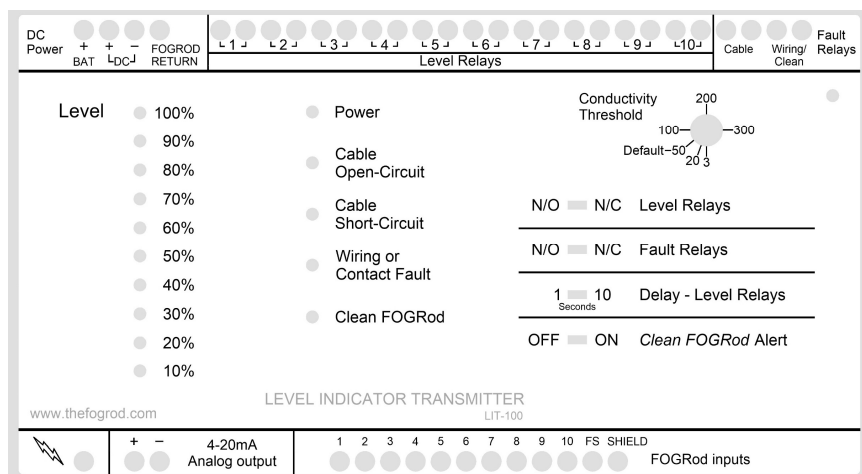 DC
Power + + – FOGROD
BAT DC RETURN
1 2 3 4 5 6 7 8 9 10
Level Relays
Cable Wiring/
Clean
Fault
Relays
Level
100%
90%
80%
70%
60%
50%
40%
30%
20%
10%
Power
Cable
Open-Circuit
Cable
Short-Circuit
Wiring or
Contact Fault
Clean FOGRod
Conductivity
Threshold
200
100 300
Default-50
20 3
N/O N/C Level Relays
N/O N/C Fault Relays
1 10 Delay - Level Relays
Seconds
OFF ON Clean FOGRod Alert
LEVEL INDICATOR TRANSMITTER
www.thefogrod.com LIT-100
+ – 4-20mA
Analog output
1 2 3 4 5 6 7 8 9 10 FS SHIELD
FOGRod inputs